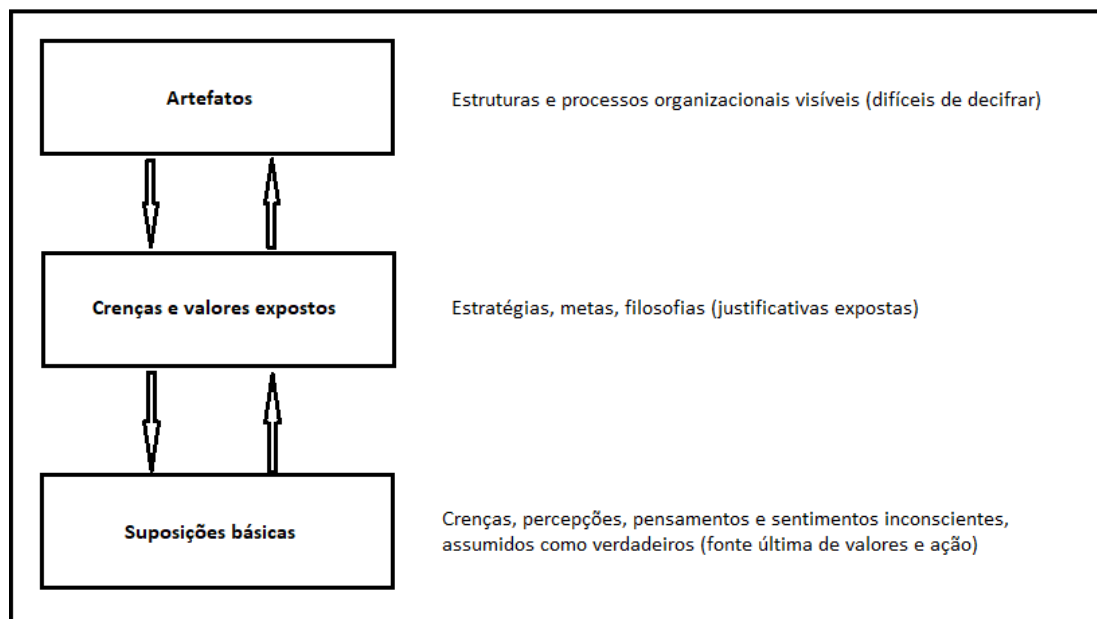 Artefatos
Estruturas e processos organizacionais visíveis (difíceis de decifrar)
Crenças e valores expostos
Estratégias, metas, filosofias (justificativas expostas)
Suposições básicas
Crenças, percepções, pensamentos e sentimentos inconscientes,
assumidos como verdadeiros (fonte última de valores e ação)